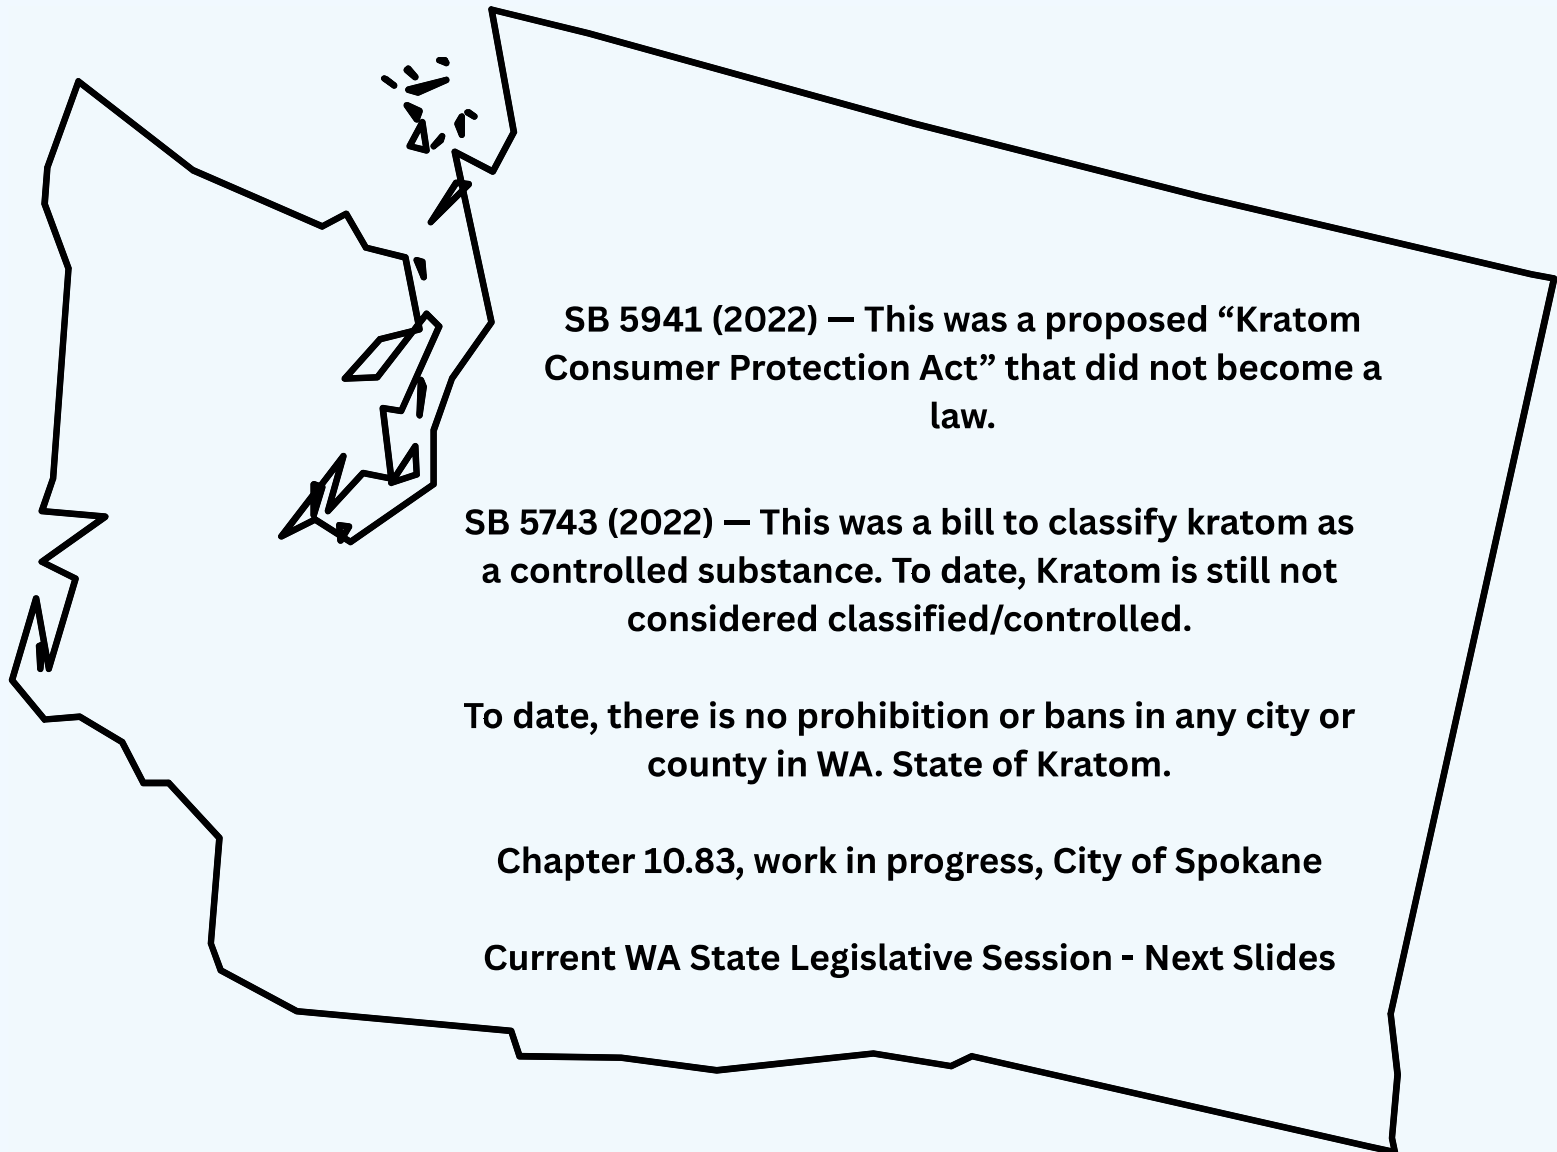 SB 5941 (2022) — This was a proposed “Kratom
Consumer Protection Act” that did not become a
law.
SB 5743 (2022) — This was a bill to classify kratom as
a controlled substance. To date, Kratom is still not
considered classified/controlled.
To date, there is no prohibition or bans in any city or
county in WA. State of Kratom.
Chapter 10.83, work in progress, City of Spokane
Current WA State Legislative Session - Next Slides